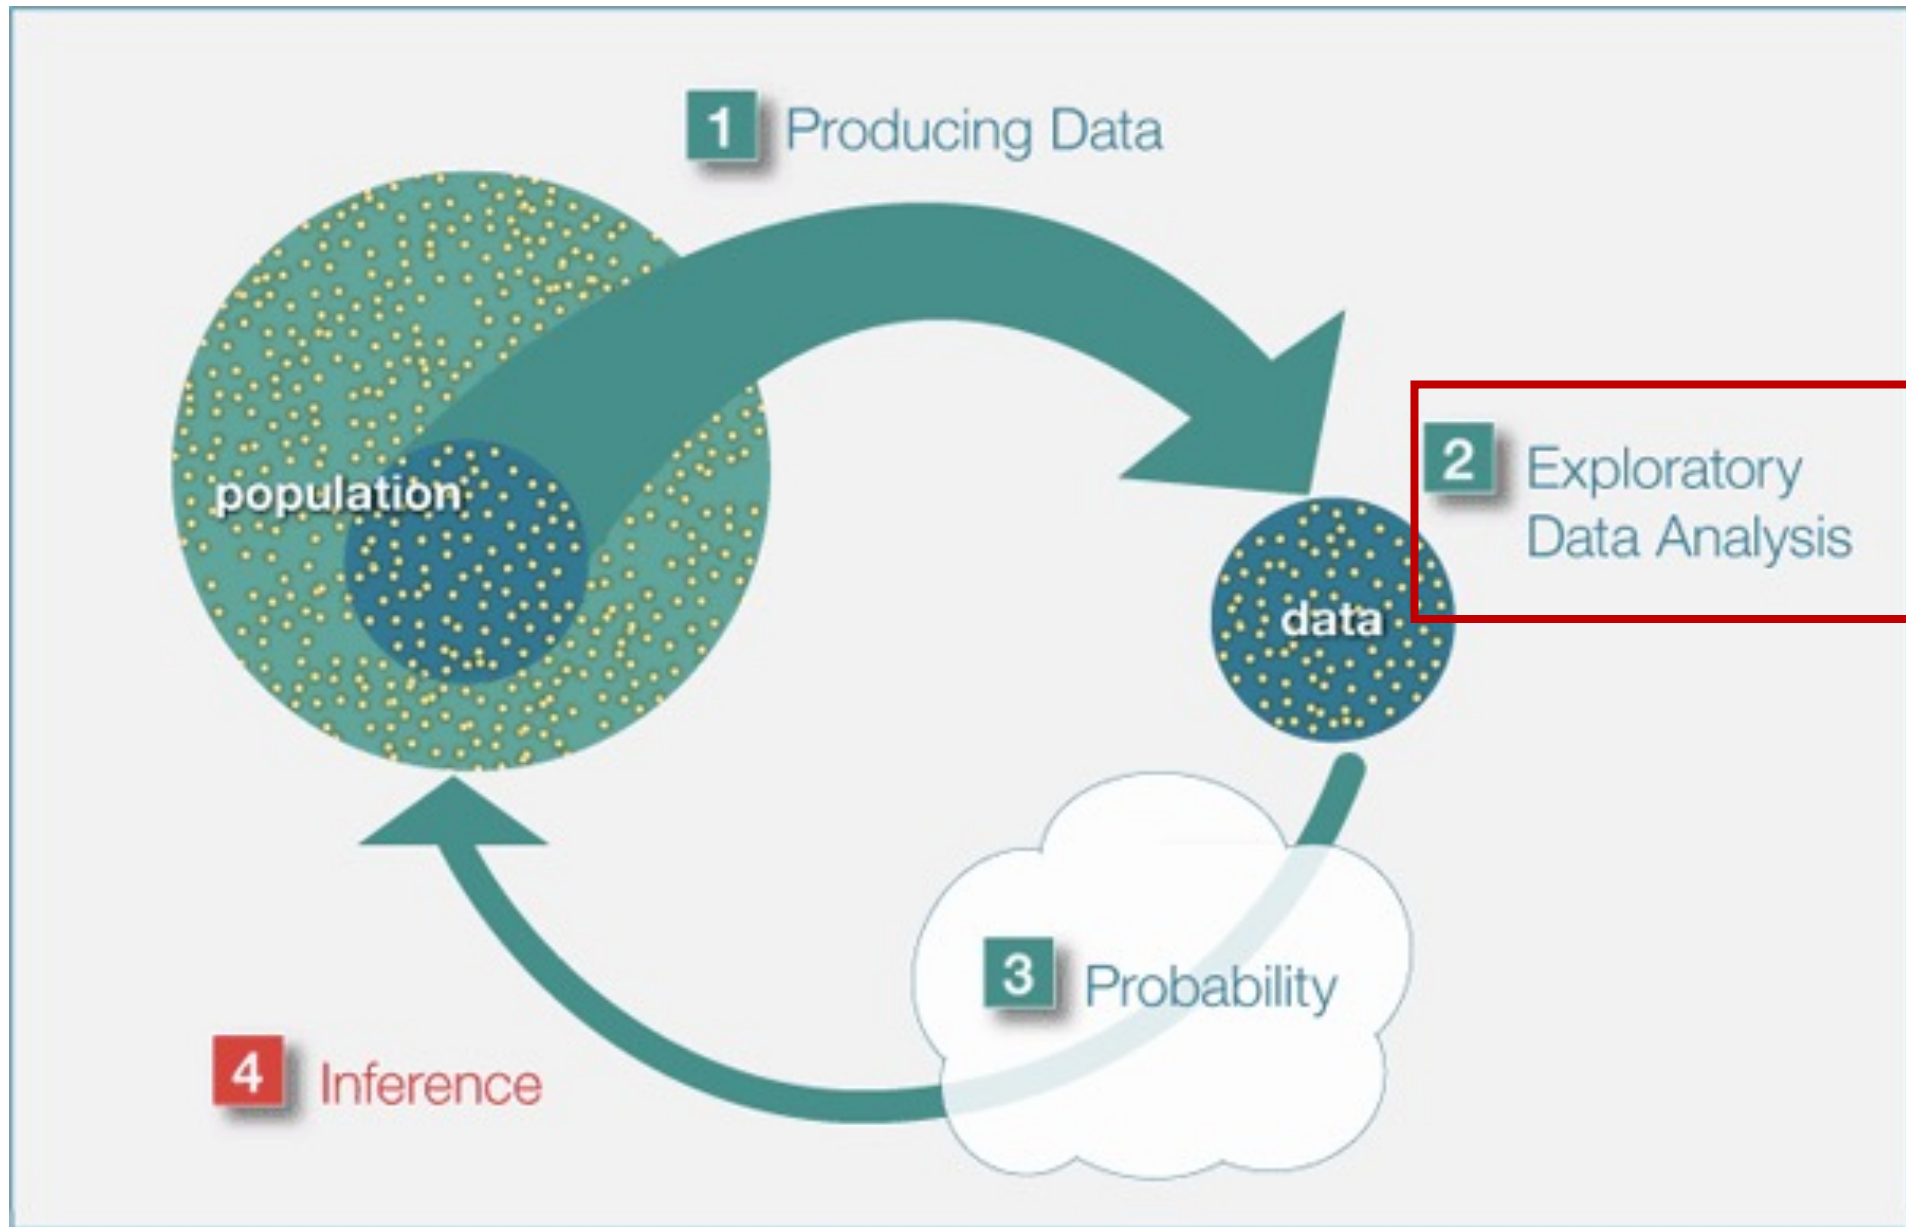 1 Producing Data
population
2 Exploratory
Data Analysis
data
3 Probability
4 Inference